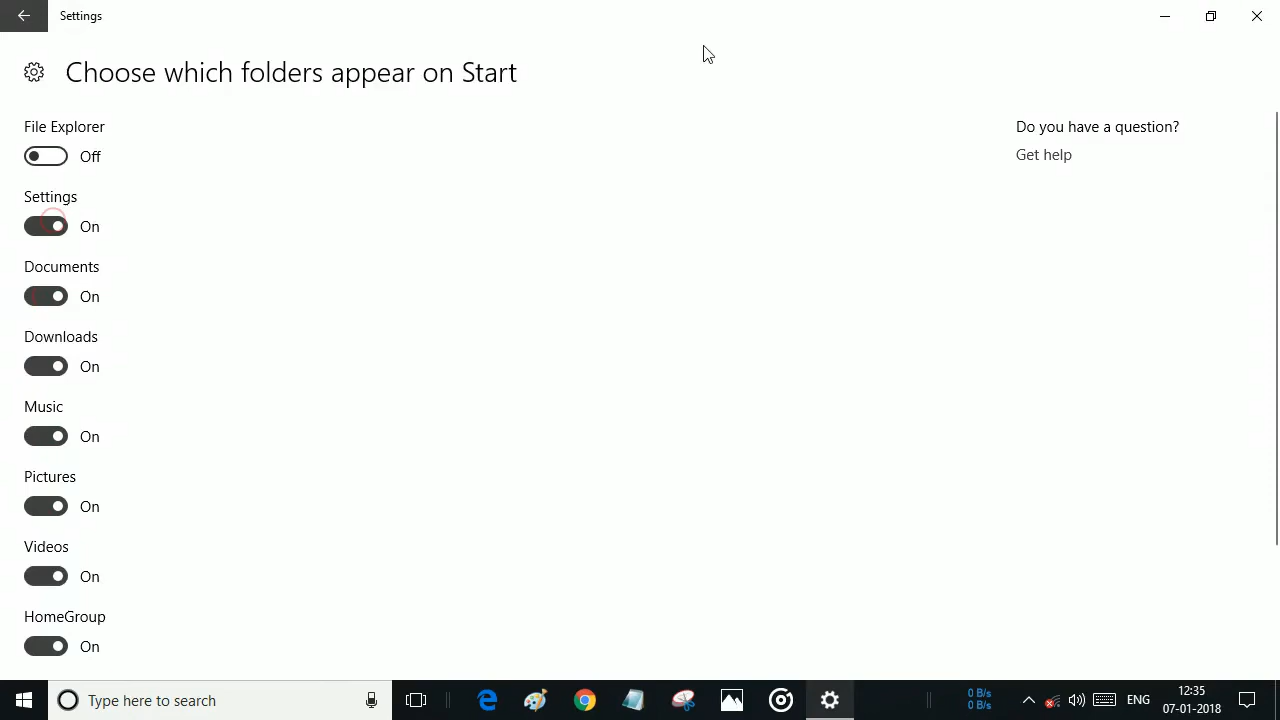 Settings
Choose which folders appear on Start
File Explorer
Off
Settings
On
Documents
On
Downloads
On
Music
On
Pictures
On
Videos
On
HomeGroup
On
Do you have a question?
Get help
Type here to search
0 B/s
0 B/s
ENG
12:35
07-01-2018